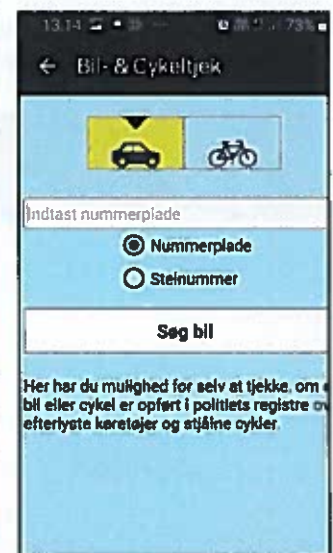 13.14 73%
← Bil- & Cykeltjek
Indtast nummerplade
Nummerplade
Stelnummer
Søg bil
Her har du mulighed for selv at tjekke, om
bil eller cykel er opført i politiets registre
efterlyste køretøjer og stjålne cykler.